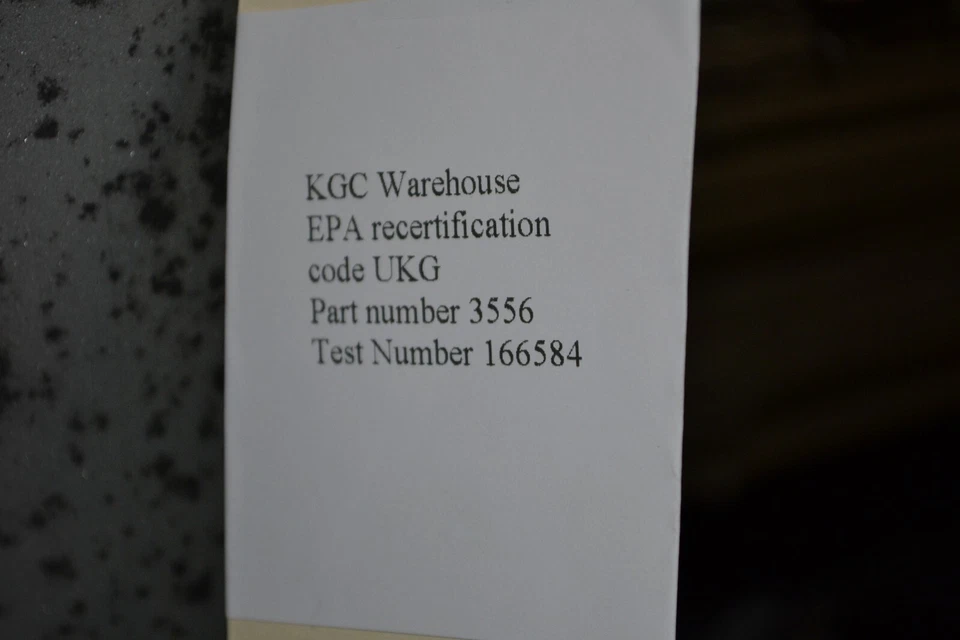 KGC Warehouse
EPA recertification
code UKG
Part number 3556
Test Number 166584